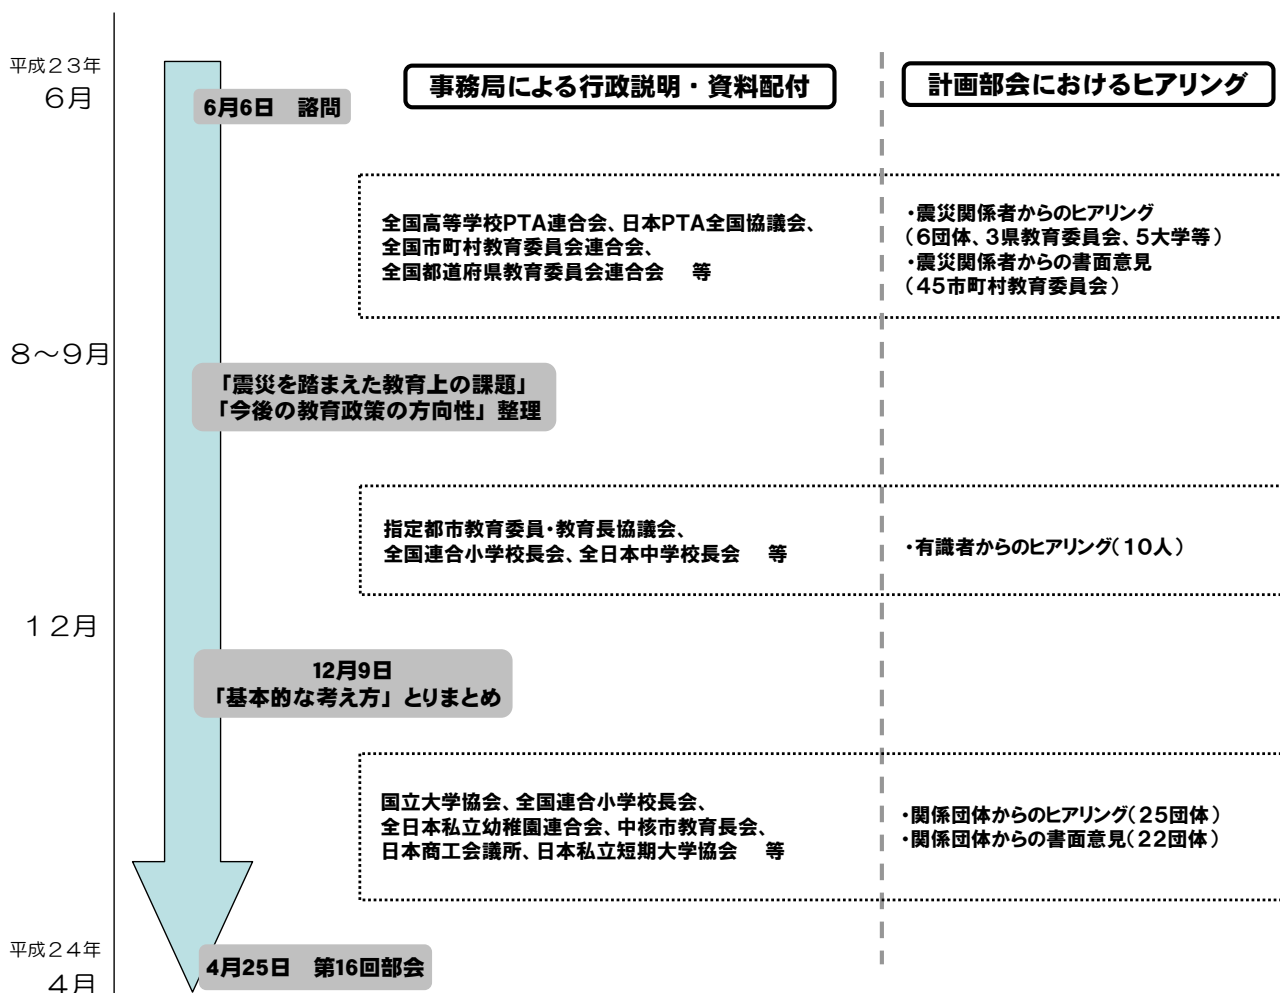 平成２３年
６月
6月6日　諮問
事務局による行政説明・資料配付
計画部会におけるヒアリング
全国高等学校PTA連合会、日本PTA全国協議会、
全国市町村教育委員会連合会、
全国都道府県教育委員会連合会　等
・震災関係者からのヒアリング
（6団体、3県教育委員会、5大学等）
・震災関係者からの書面意見
（45市町村教育委員会）
８～９月
「震災を踏まえた教育上の課題」
「今後の教育政策の方向性」整理
指定都市教育委員・教育長協議会、
全国連合小学校長会、全日本中学校長会　等
・有識者からのヒアリング（10人）
１２月
12月9日
「基本的な考え方」とりまとめ
国立大学協会、全国連合小学校長会、
全日本私立幼稚園連合会、中核市教育長会、
日本商工会議所、日本私立短期大学協会　等
・関係団体からのヒアリング（25団体）
・関係団体からの書面意見（22団体）
平成２４年
４月
4月25日　第16回部会